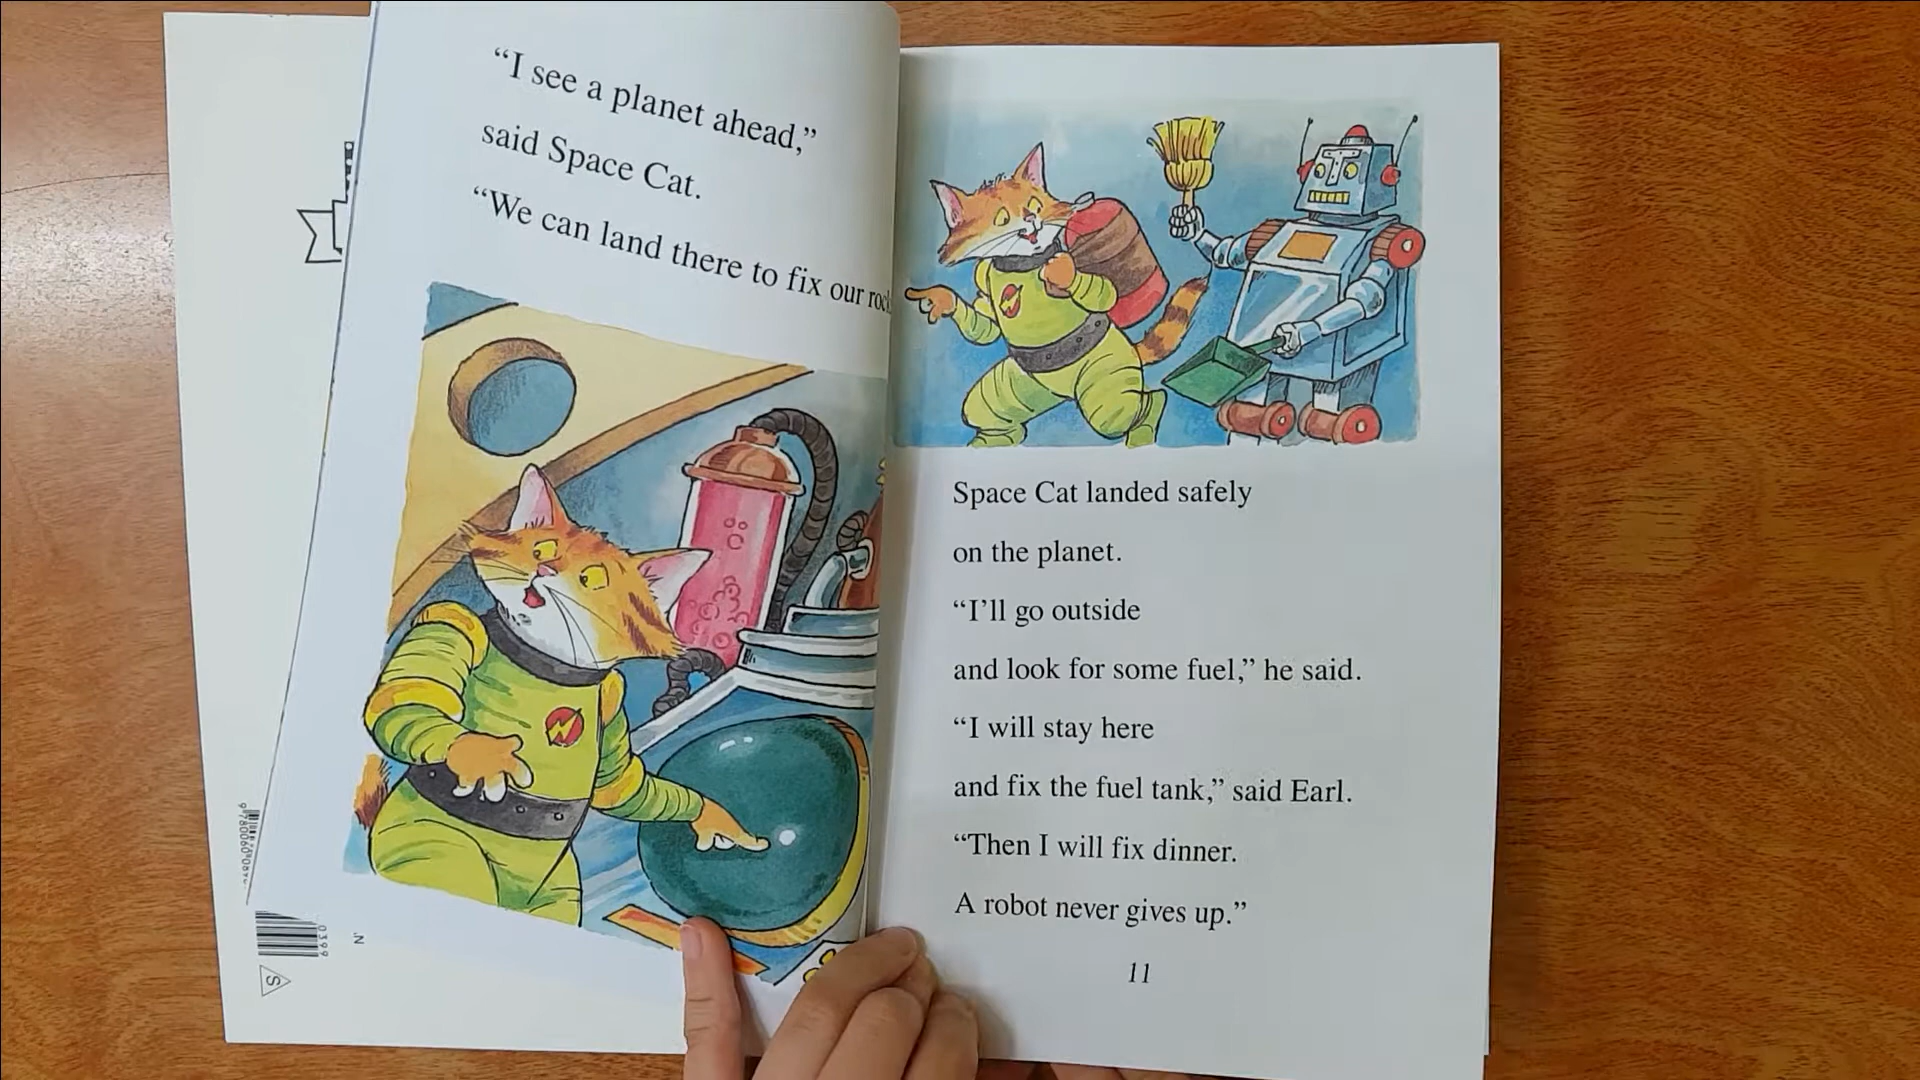 “I see a planet ahead,”
said Space Cat.
“We can land there to fix our
Space Cat landed safely
on the planet.
“I’ll go outside
and look for some fuel,” he said.
“I will stay here
and fix the fuel tank,” said Earl.
“Then I will fix dinner.
A robot never gives up.”
11
0399
N
S